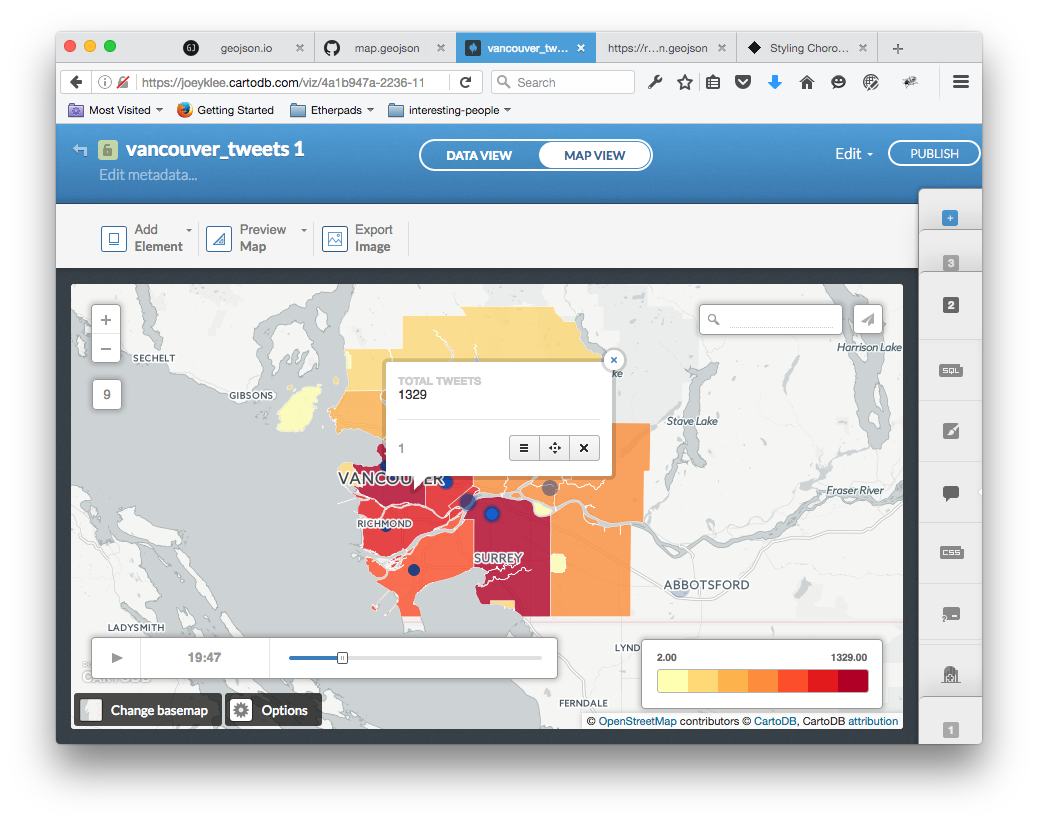 GJ geojson.io
map.geojson
vancouver_tw...
https://r...n.geojson
Styling Choro...
https://joeyklee.cartodb.com/viz/4a1b947a-2236-11
Search
Most Visited
Getting Started
Etherpads
interesting-people
vancouver_tweets 1
Edit metadata...
DATA VIEW
MAP VIEW
Edit
PUBLISH
Add
Element
Preview
Map
Export
Image
+
3
2
SQL
CSS
1
+
−
9
SECHELT
GIBSONS
Harrison Lake
TOTAL TWEETS
1329
1
Stave Lake
VANCOUVER
Fraser River
RICHMOND
SURREY
ABBOTSFORD
LADYSMITH
19:47
CARTODB
2.00
1329.00
FERNDALE
Change basemap
Options
© OpenStreetMap contributors © CartoDB, CartoDB attribution